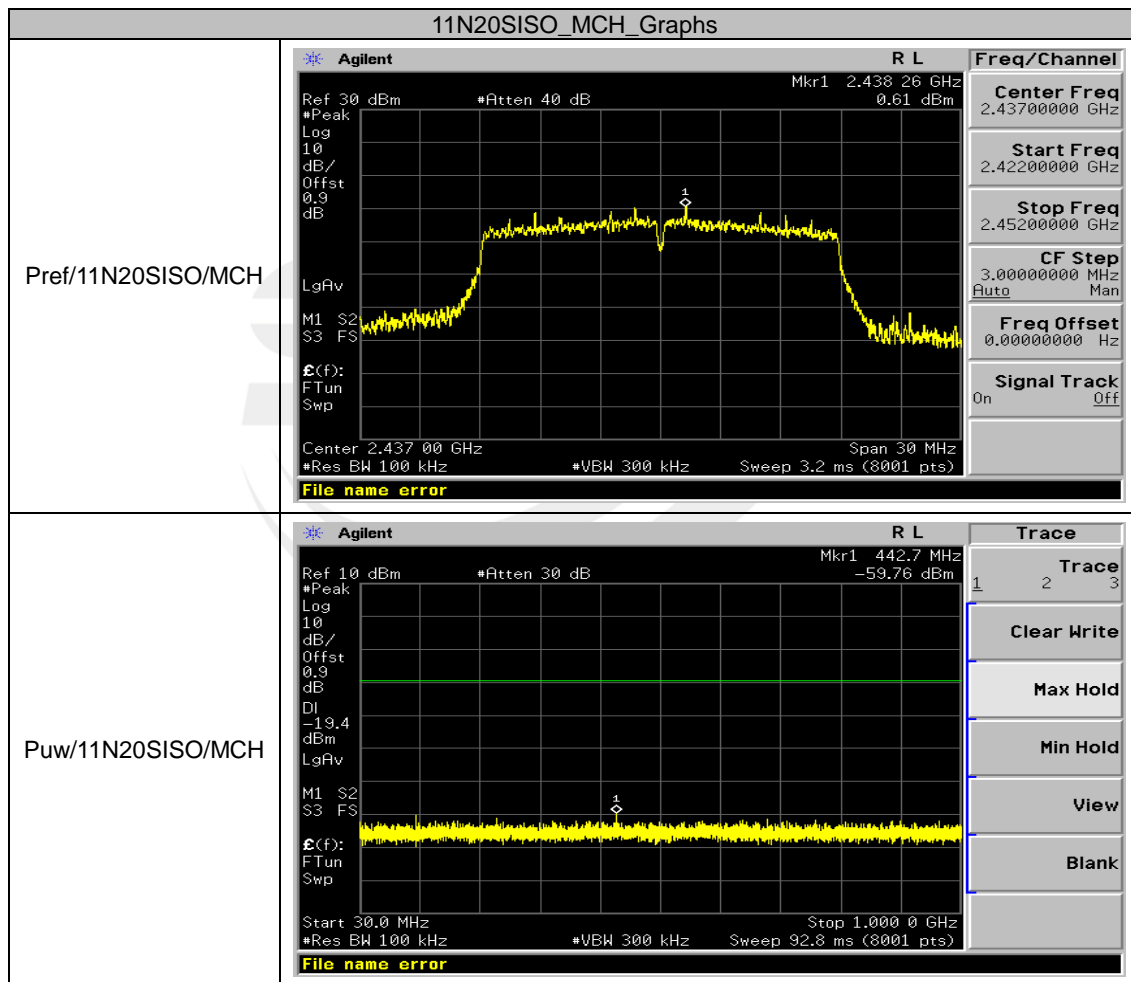 11N20SISO_MCH_Graphs
Pref/11N20SISO/MCH
Agilent R L
Mkr1 2.438 26 GHz
Ref 30 dBm #Atten 40 dB 0.61 dBm
#Peak
Log
10
dB/
Offst
0.9
dB
1
LgAv
M1 S2
S3 FS
£(f):
FTun
Swp
Center 2.437 00 GHz Span 30 MHz
#Res BW 100 kHz #VBW 300 kHz Sweep 3.2 ms (8001 pts)
File name error
Freq/Channel
Center Freq
2.43700000 GHz
Start Freq
2.42200000 GHz
Stop Freq
2.45200000 GHz
CF Step
3.00000000 MHz
Auto Man
Freq Offset
0.00000000 Hz
Signal Track
On Off
Puw/11N20SISO/MCH
Agilent R L
Mkr1 442.7 MHz
Ref 10 dBm #Atten 30 dB -59.76 dBm
#Peak
Log
10
dB/
Offst
0.9
dB
DI
-19.4
dBm
LgAv
1
M1 S2
S3 FS
£(f):
FTun
Swp
Start 30.0 MHz Stop 1.000 0 GHz
#Res BW 100 kHz #VBW 300 kHz Sweep 92.8 ms (8001 pts)
File name error
Trace
Trace
1 2 3
Clear Write
Max Hold
Min Hold
View
Blank